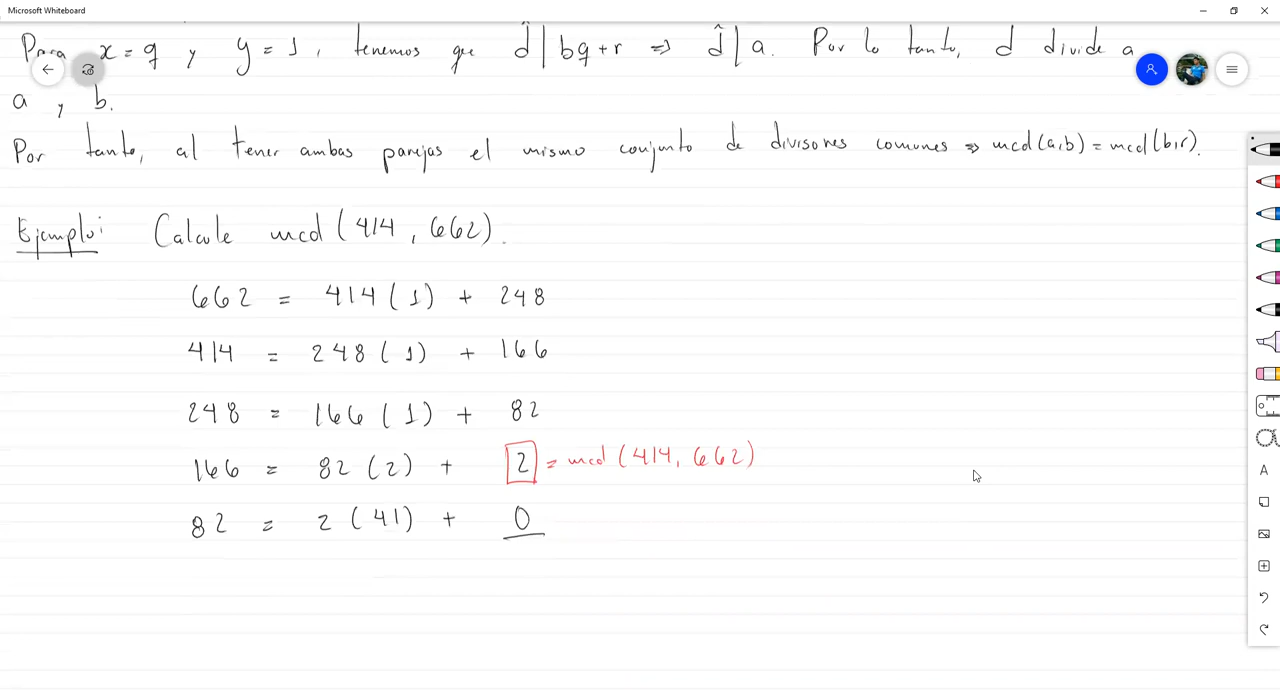 Microsoft Whiteboard
Para x = q y y = 1, tenemos que d̂ | bq + r ⇒ d̂ | a. Por lo tanto, d divide a
a y b.
Por tanto, al tener ambas parejas el mismo conjunto de divisores comunes ⇒ mcd(a,b) = mcd(b,r).
Ejemplo: Calcule mcd(414, 662).
662 = 414(1) + 248
414 = 248(1) + 166
248 = 166(1) + 82
166 = 82(2) + 2 = mcd(414, 662)
82 = 2(41) + 0
A